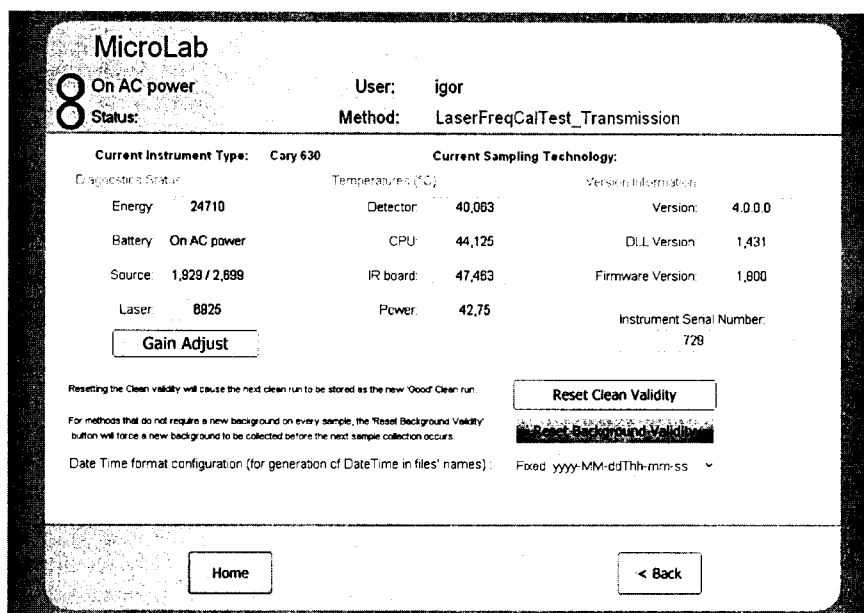 MicroLab
On AC power User: igor
Status: Method: LaserFreqCalTest_Transmission
Current Instrument Type: Cary 630 Current Sampling Technology:
Diagnostics Status Temperatures (°C) Version Information
Energy 24710 Detector: 40,063 Version: 4.0.0.0
Battery On AC power CPU: 44,125 DLL Version: 1,431
Source: 1,929 / 2,699 IR board: 47,463 Firmware Version: 1,800
Laser: 6925 Power: 42,75
Instrument Serial Number:
Gain Adjust 729
Resetting the Clean validity will cause the next clean run to be stored as the new 'Good' Clean run. Reset Clean Validity
For methods that do not require a new background on every sample, the 'Reset Background Validity'
button will force a new background to be collected before the next sample collection occurs. Reset Background Validity
Date Time format configuration (for generation of DateTime in files' names) : Fixed yyyy-MM-ddThh-mm-ss
Home < Back